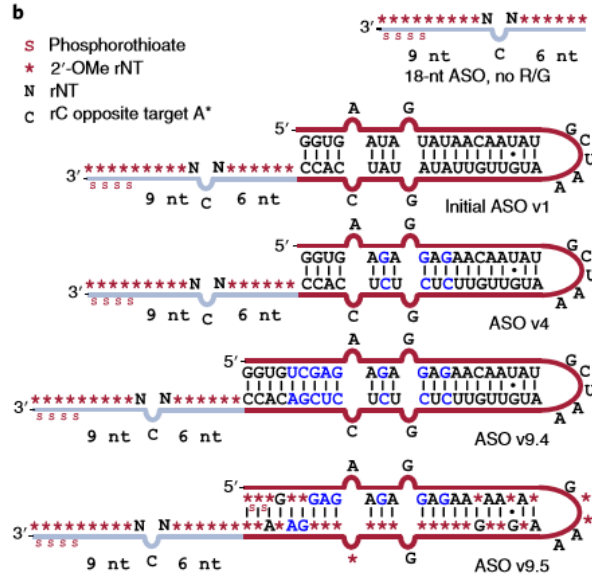 b
3′ ********* N N ******
s s s s
9 nt C 6 nt
18-nt ASO, no R/G
s Phosphorothioate
* 2′-OMe rNT
N rNT
C rC opposite target A*
A G
5′ GGUG AUA UAUAACAAUAU G C U A A
3′ ********* N N ****** CCAC UAU AUAUUGUUGUA
s s s s
9 nt C 6 nt C G
Initial ASO v1
A G
5′ GGUG AGA GAGAACAAUAU G C U A A
3′ ********* N N ****** CCAC UCU CUCUUGUUGUA
s s s s
9 nt C 6 nt C G
ASO v4
A G
5′ GGUGUCGAG AGA GAGAACAAUAU G C U A A
3′ ********* N N ****** CCACAGCUC UCU CUCUUGUUGUA
s s s s
9 nt C 6 nt C G
ASO v9.4
A G
5′ ***G**GAG AGA GAGAA*AA*A* G * * A A
s s
3′ ********* N N ****** **A*AG*** *** *****G**G*A
s s s s
9 nt C 6 nt * G
ASO v9.5